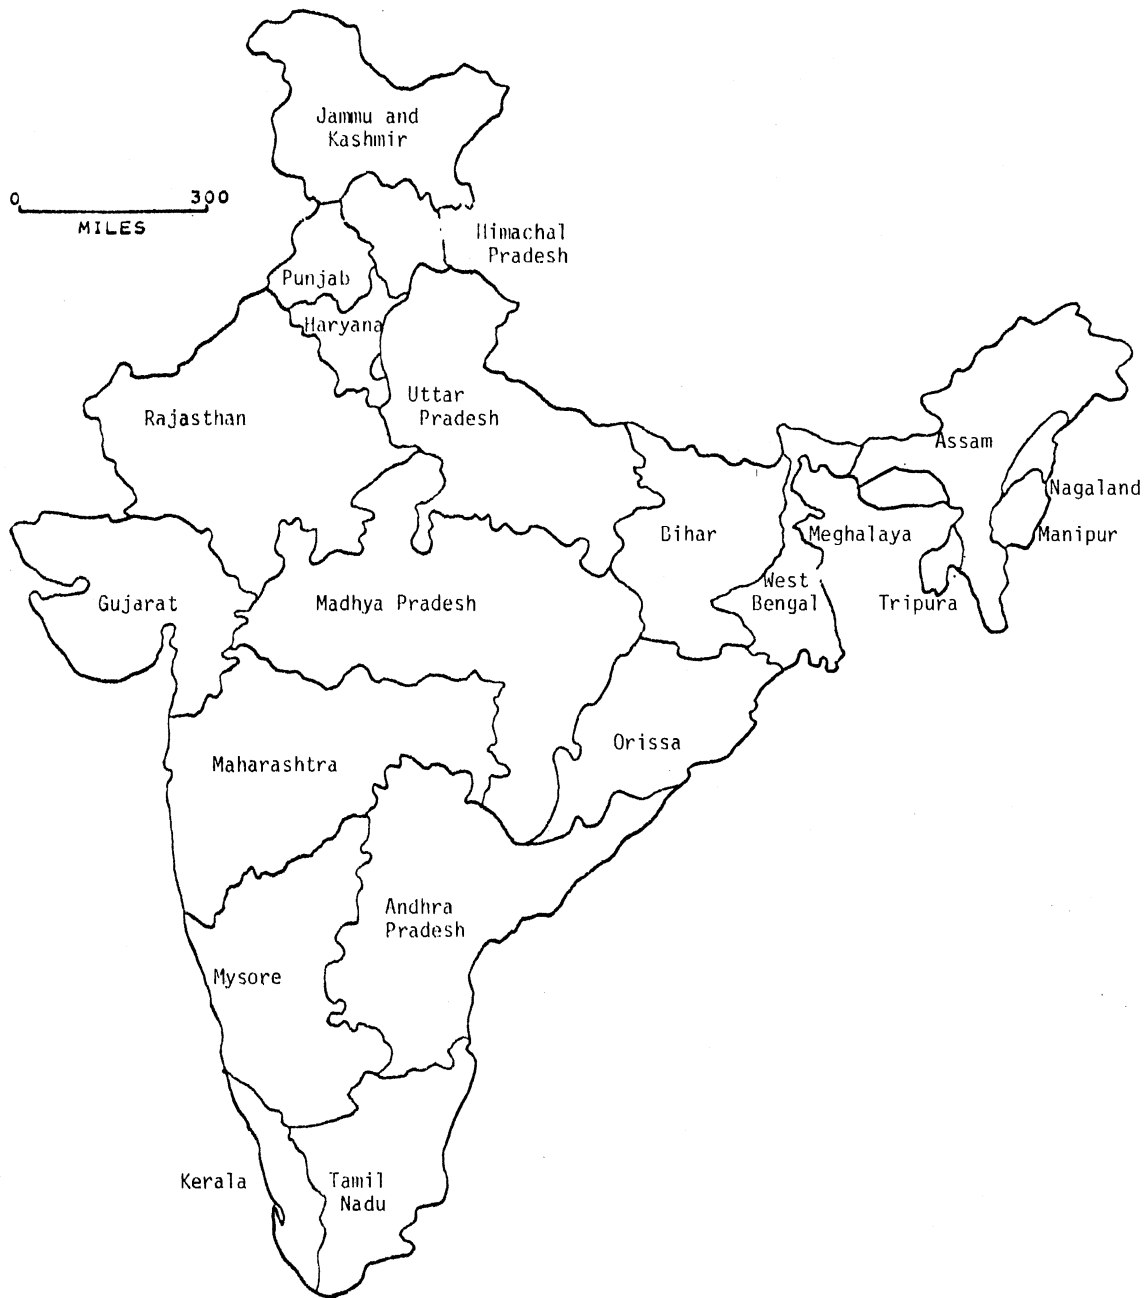 Jammu and
Kashmir
0 300
MILES
Himachal
Pradesh
Punjab
Haryana
Rajasthan
Uttar
Pradesh
Assam
Nagaland
Manipur
Bihar
Meghalaya
West
Bengal
Tripura
Gujarat
Madhya Pradesh
Orissa
Maharashtra
Andhra
Pradesh
Mysore
Kerala
Tamil
Nadu